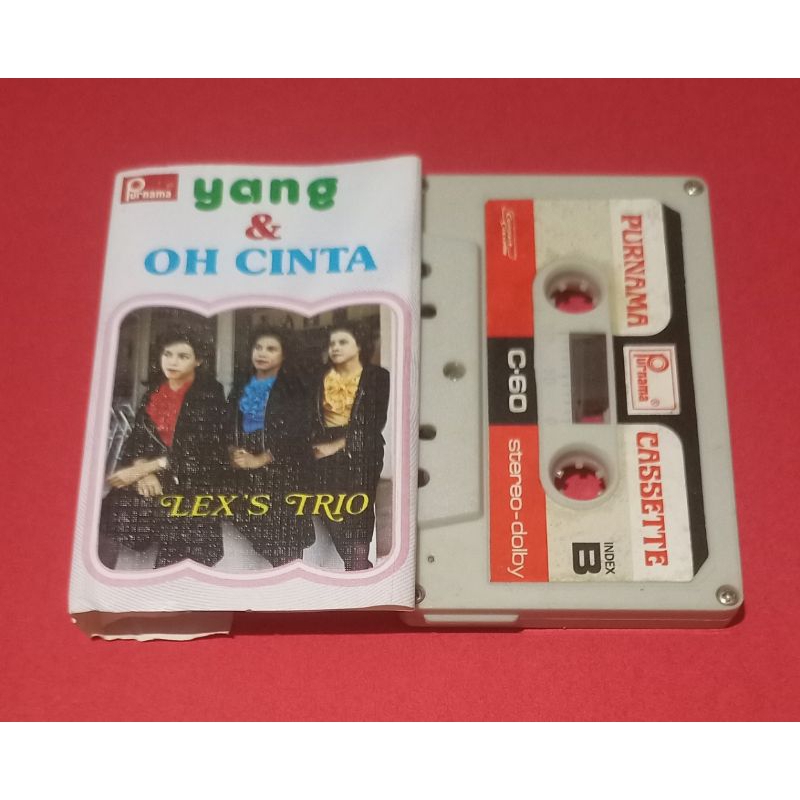 Purnama
yang
&
OH CINTA
LEX'S TRIO
C-60
stereo-dolby
PURNAMA
Purnama ®
CASSETTE
INDEX
B